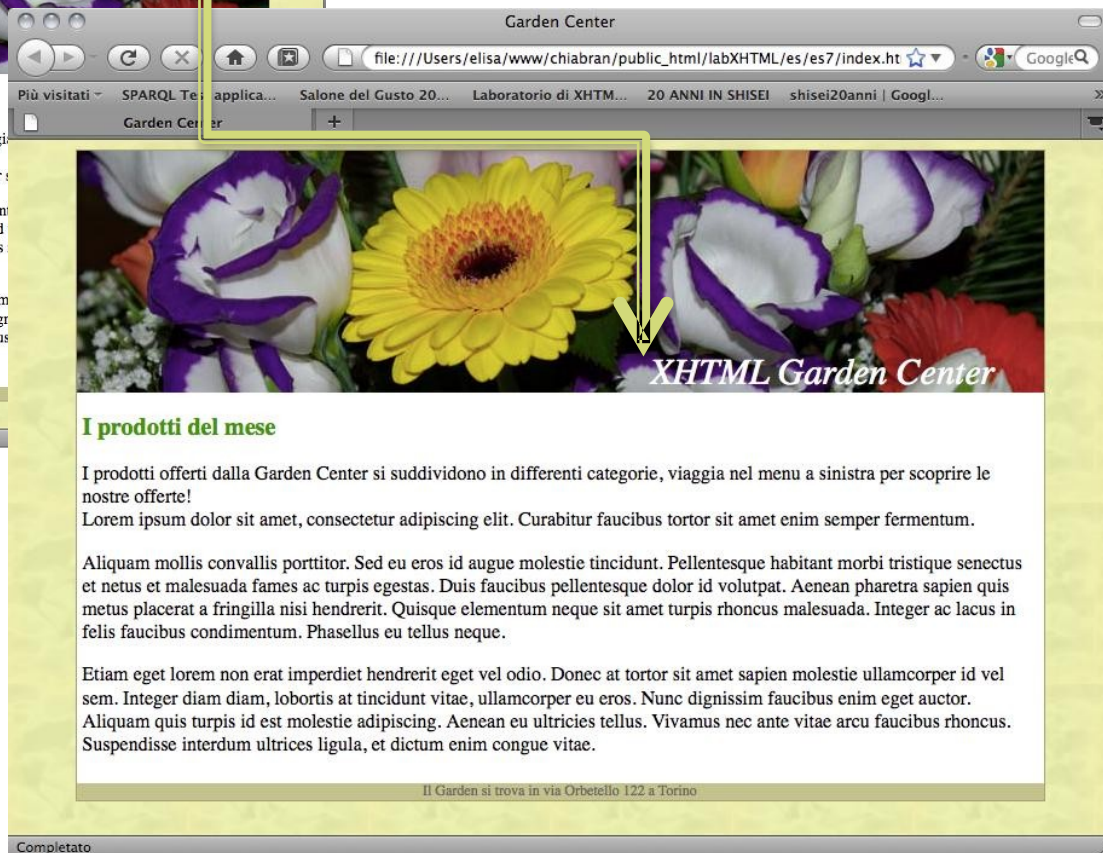 Garden Center
file:///Users/elisa/www/chiabran/public_html/labXHTML/es/es7/index.ht
Google
Più visitati
SPARQL Test applica...
Salone del Gusto 20...
Laboratorio di XHTM...
20 ANNI IN SHISEI
shisei20anni | Googl...
Garden Center
XHTML Garden Center
I prodotti del mese
I prodotti offerti dalla Garden Center si suddividono in differenti categorie, viaggia nel menu a sinistra per scoprire le
nostre offerte!
Lorem ipsum dolor sit amet, consectetur adipiscing elit. Curabitur faucibus tortor sit amet enim semper fermentum.
Aliquam mollis convallis porttitor. Sed eu eros id augue molestie tincidunt. Pellentesque habitant morbi tristique senectus
et netus et malesuada fames ac turpis egestas. Duis faucibus pellentesque dolor id volutpat. Aenean pharetra sapien quis
metus placerat a fringilla nisi hendrerit. Quisque elementum neque sit amet turpis rhoncus malesuada. Integer ac lacus in
felis faucibus condimentum. Phasellus eu tellus neque.
Etiam eget lorem non erat imperdiet hendrerit eget vel odio. Donec at tortor sit amet sapien molestie ullamcorper id vel
sem. Integer diam diam, lobortis at tincidunt vitae, ullamcorper eu eros. Nunc dignissim faucibus enim eget auctor.
Aliquam quis turpis id est molestie adipiscing. Aenean eu ultricies tellus. Vivamus nec ante vitae arcu faucibus rhoncus.
Suspendisse interdum ultrices ligula, et dictum enim congue vitae.
Il Garden si trova in via Orbetello 122 a Torino
Completato